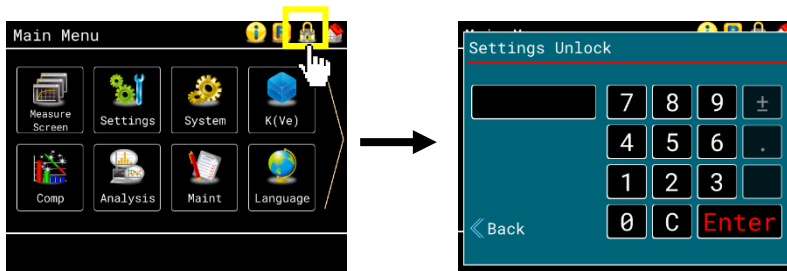 Main Menu
Measure
Screen
Settings
System
K(Ve)
Comp
Analysis
Maint
Language
Settings Unlock
7 8 9 ±
4 5 6 .
1 2 3
0 C Enter
Back